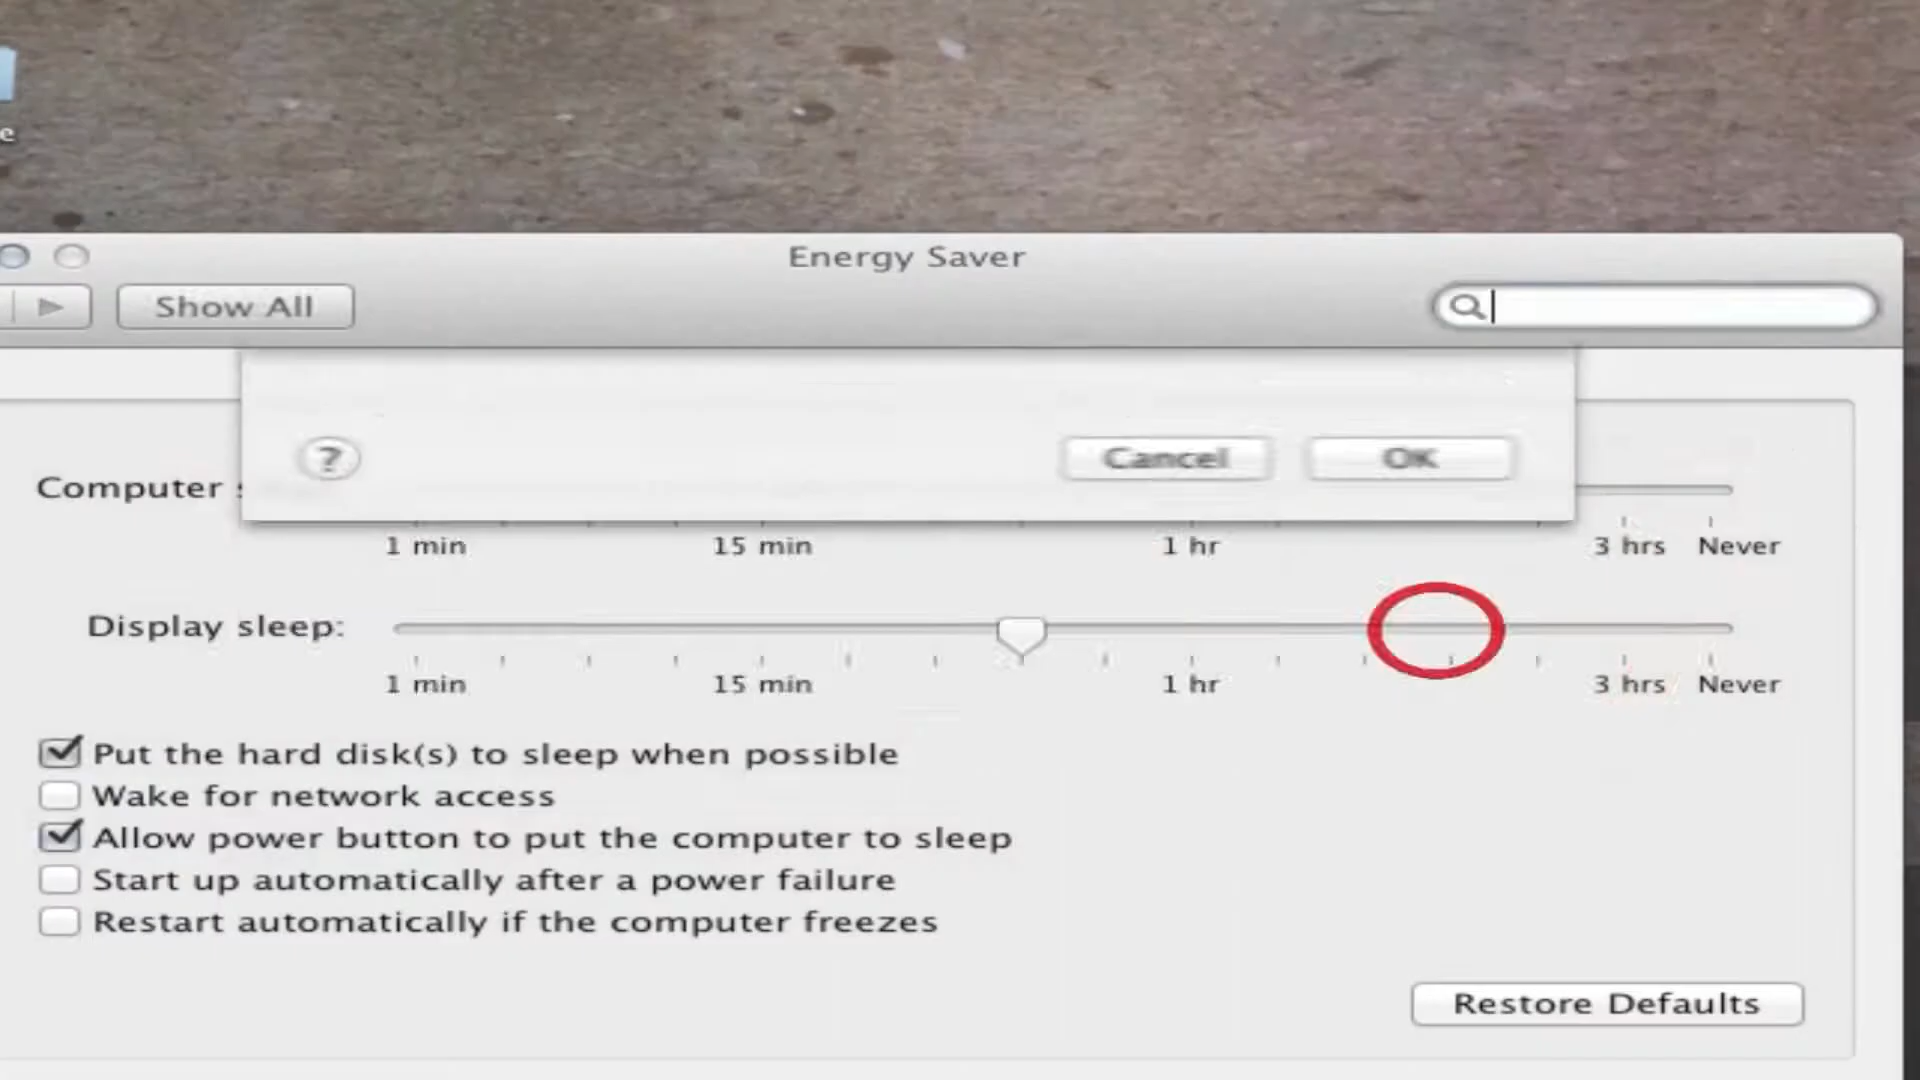 e
Energy Saver
Show All
? Cancel OK
Computer
1 min 15 min 1 hr 3 hrs Never
Display sleep:
1 min 15 min 1 hr 3 hrs Never
Put the hard disk(s) to sleep when possible
Wake for network access
Allow power button to put the computer to sleep
Start up automatically after a power failure
Restart automatically if the computer freezes
Restore Defaults